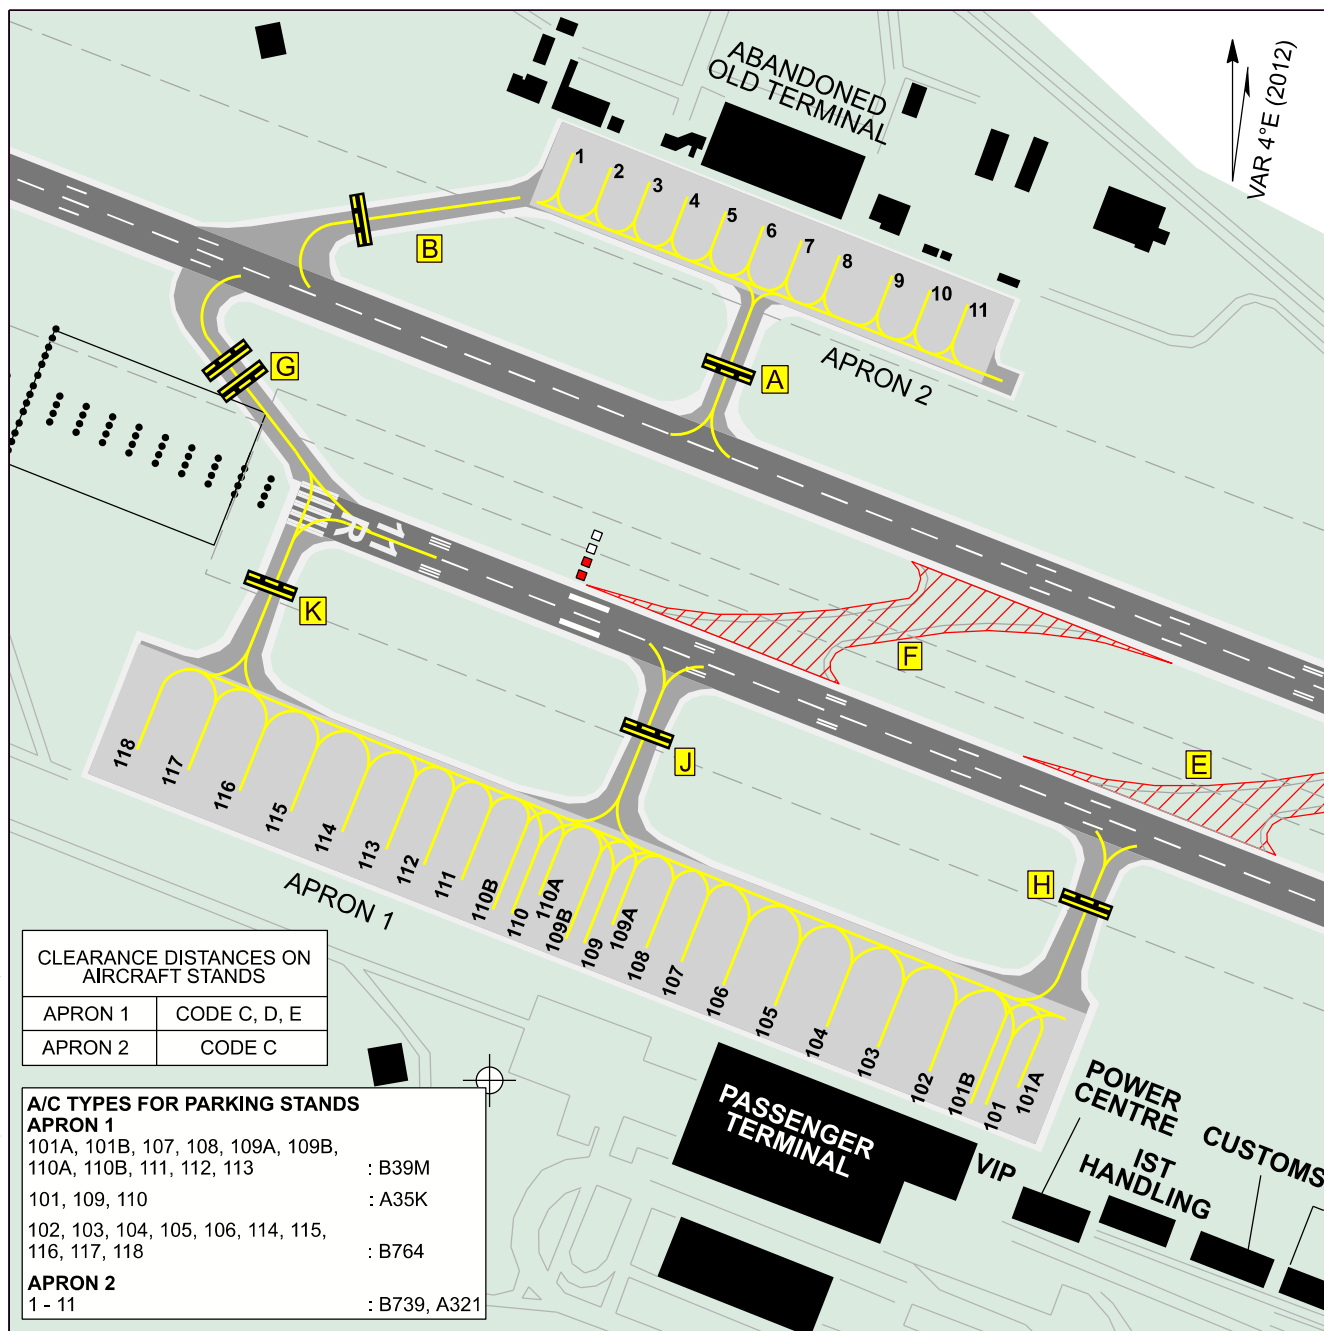 ABANDONED
OLD TERMINAL
VAR 4°E (2012)
1
2
3
4
5
6
7
8
9
10
11
B
G
A
APRON 2
11
R
K
F
E
J
H
118
117
116
115
114
113
112
111
110B
110
110A
109B
109
109A
108
107
106
105
104
103
102
101B
101
101A
APRON 1
CLEARANCE DISTANCES ON
AIRCRAFT STANDS
APRON 1 CODE C, D, E
APRON 2 CODE C
A/C TYPES FOR PARKING STANDS
APRON 1
101A, 101B, 107, 108, 109A, 109B,
110A, 110B, 111, 112, 113 : B39M
101, 109, 110 : A35K
102, 103, 104, 105, 106, 114, 115,
116, 117, 118 : B764
APRON 2
1 - 11 : B739, A321
PASSENGER
TERMINAL
VIP
POWER
CENTRE
IST
HANDLING
CUSTOMS